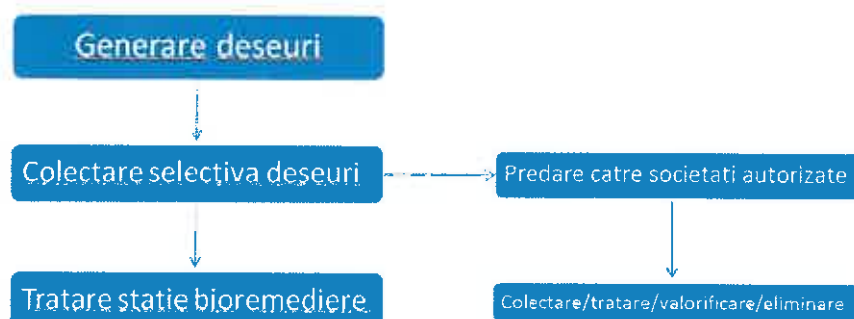 Generare deseuri
Colectare selectiva deseuri
Predare catre societati autorizate
Tratare statie bioremediere
Colectare/tratare/valorificare/eliminare